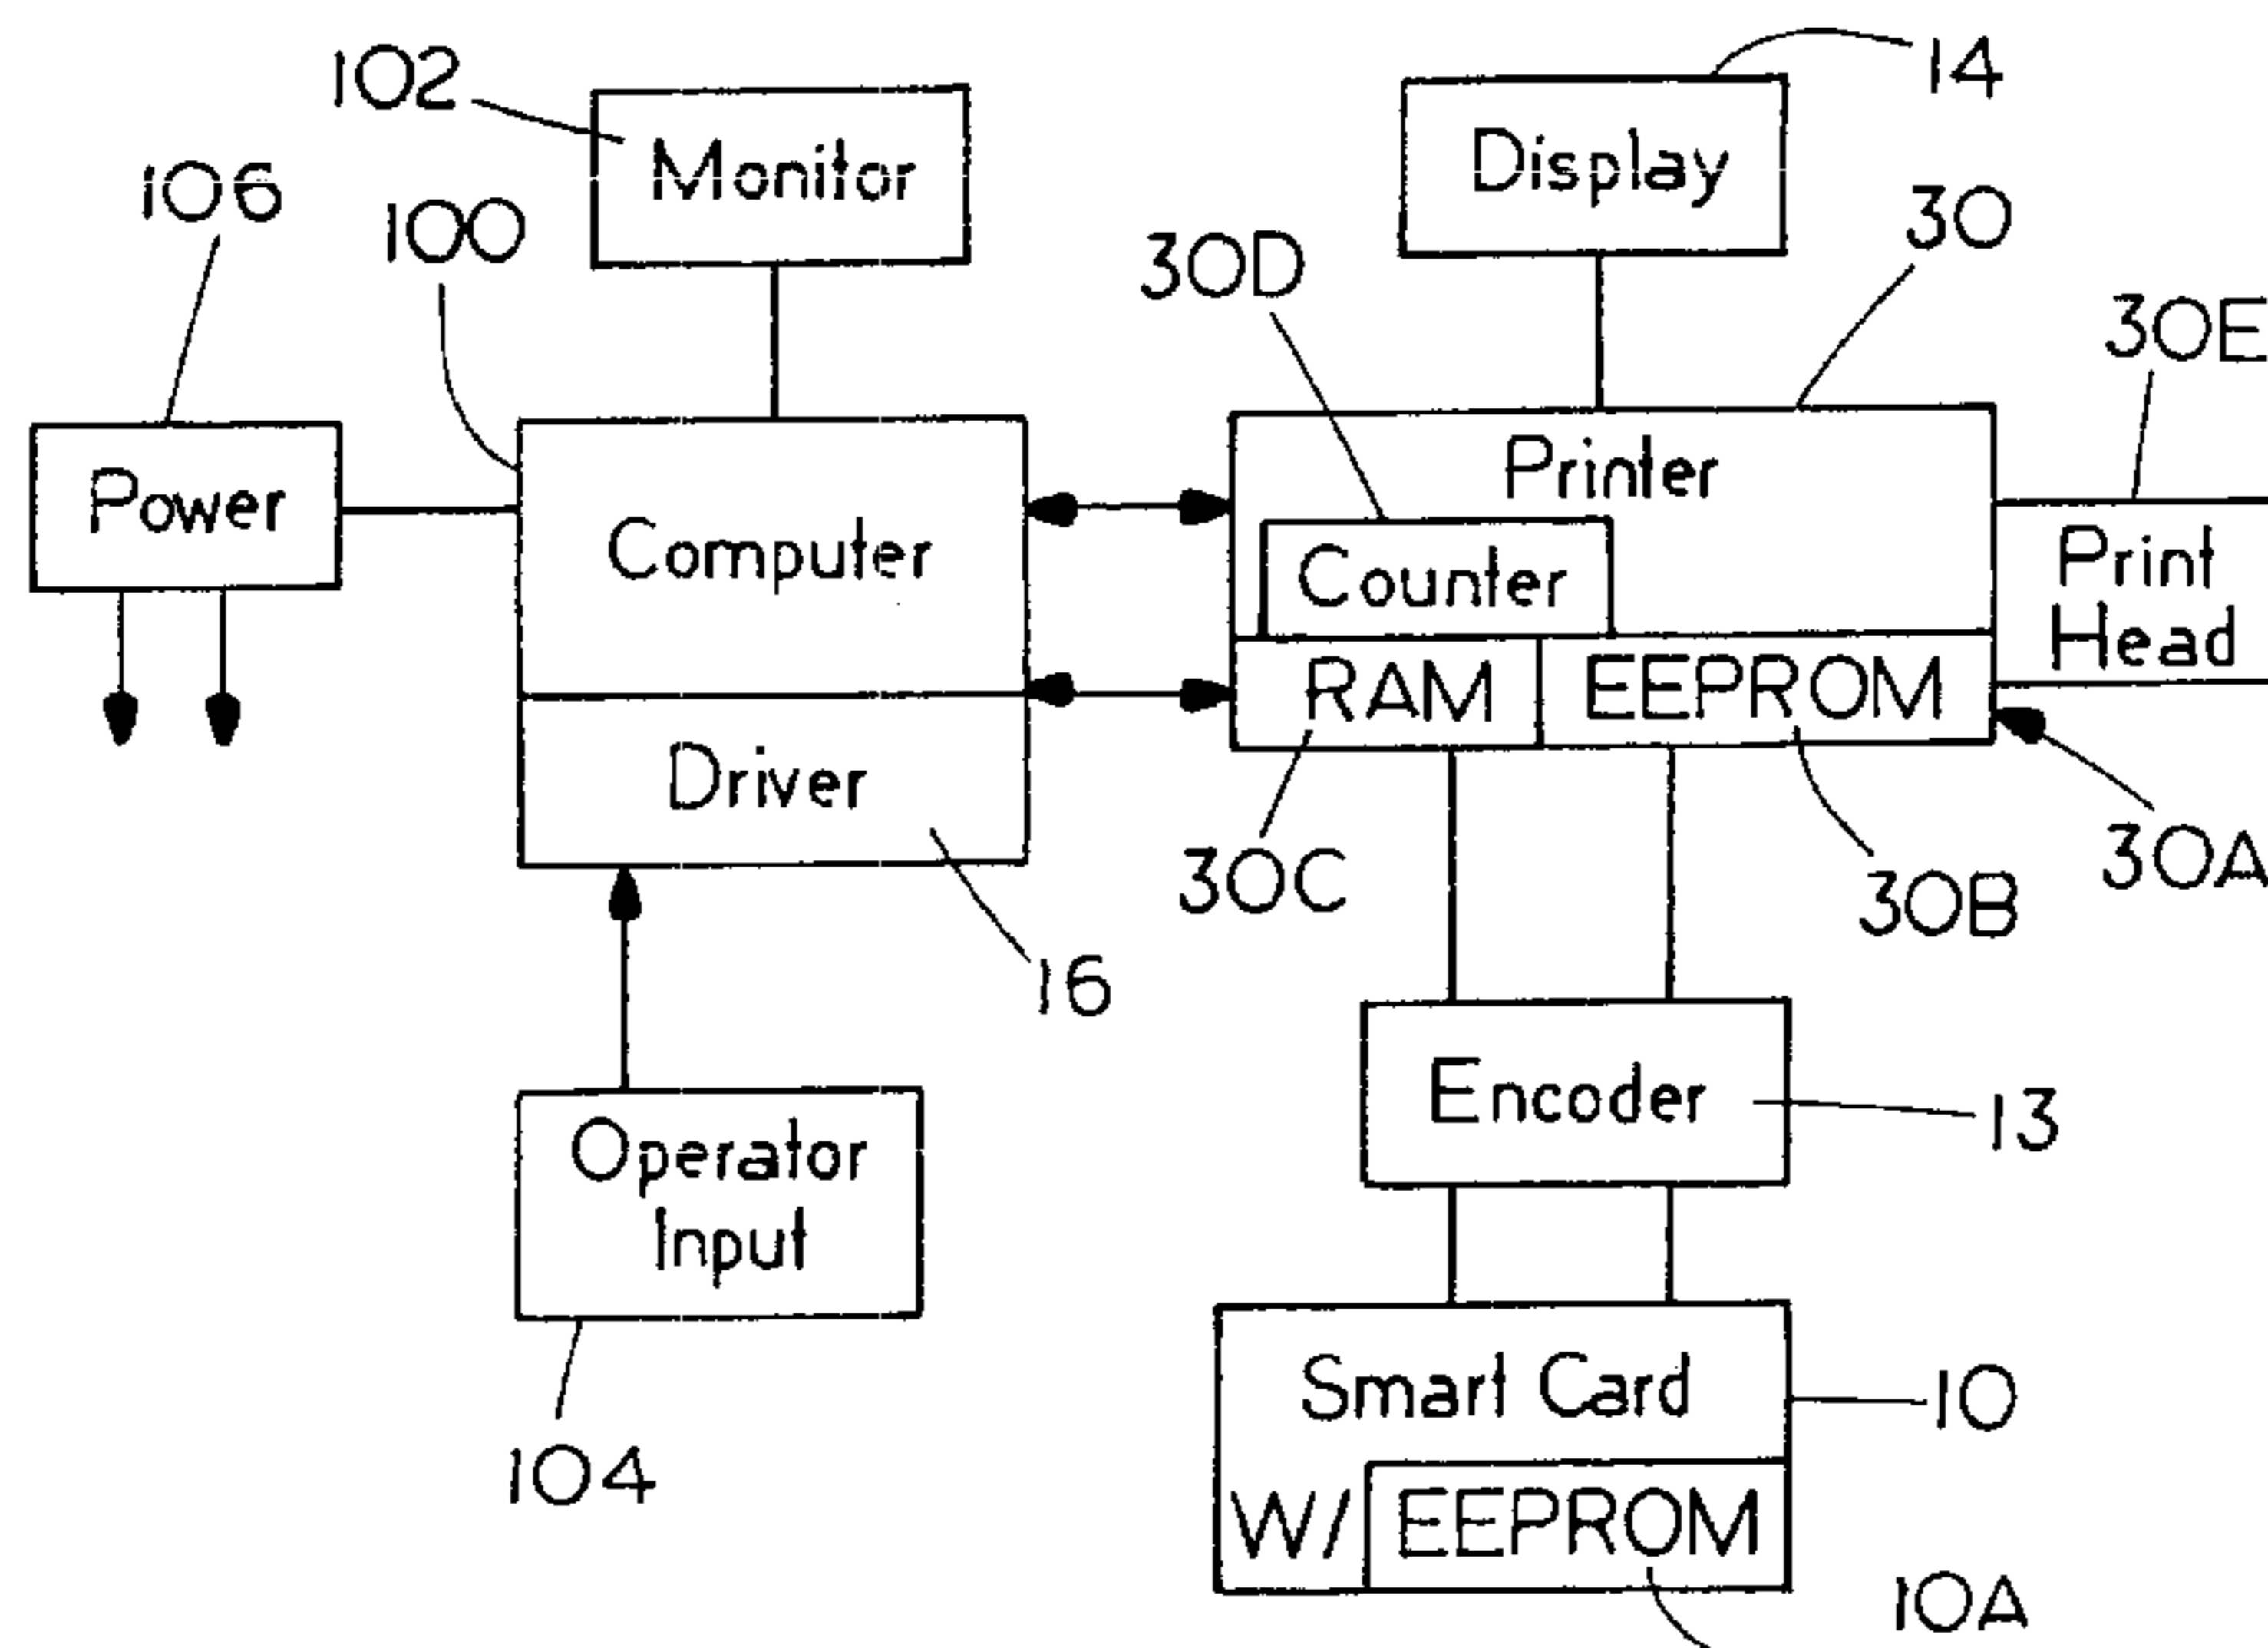 102
Monitor
106
100
Power
Computer
Driver
16
Operator
Input
104
14
Display
30
30D
30E
Printer
Counter
Print
Head
RAM
EEPROM
30C
30B
30A
Encoder
13
Smart Card
10
W/ EEPROM
10A